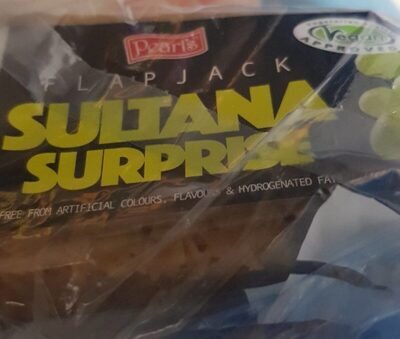 Pearl's
Vegan
APPROVED
FLAPJACK
SULTANA
SURPRISE
FREE FROM ARTIFICIAL COLOURS, FLAVOURS & HYDROGENATED FAT